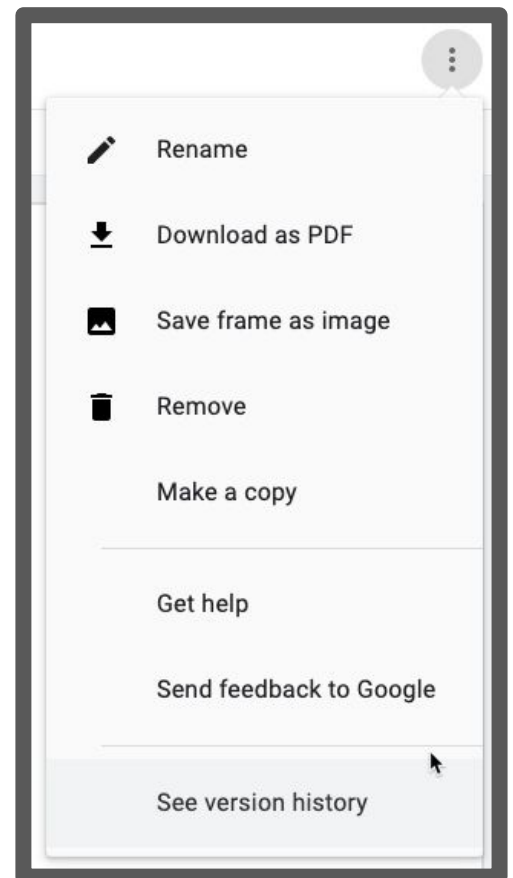 Rename
Download as PDF
Save frame as image
Remove
Make a copy
Get help
Send feedback to Google
See version history